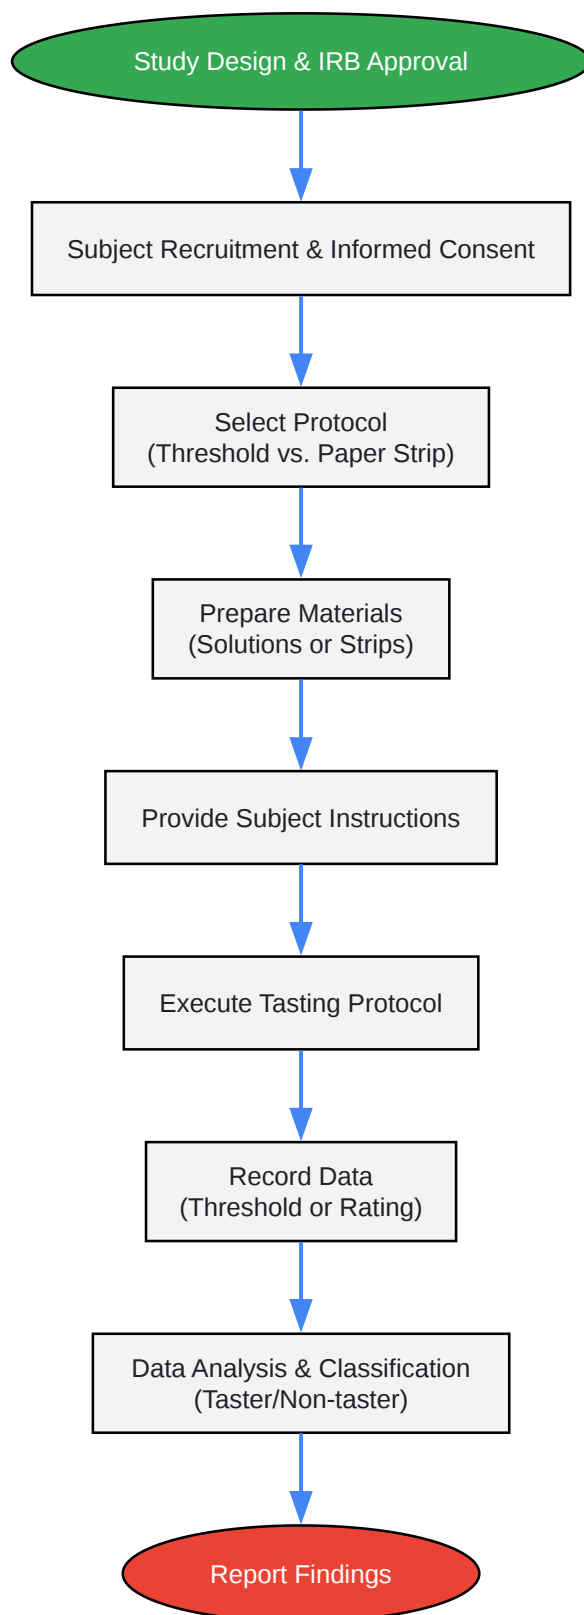 Study Design & IRB Approval
Subject Recruitment & Informed Consent
Select Protocol
(Threshold vs. Paper Strip)
Prepare Materials
(Solutions or Strips)
Provide Subject Instructions
Execute Tasting Protocol
Record Data
(Threshold or Rating)
Data Analysis & Classification
(Taster/Non-taster)
Report Findings